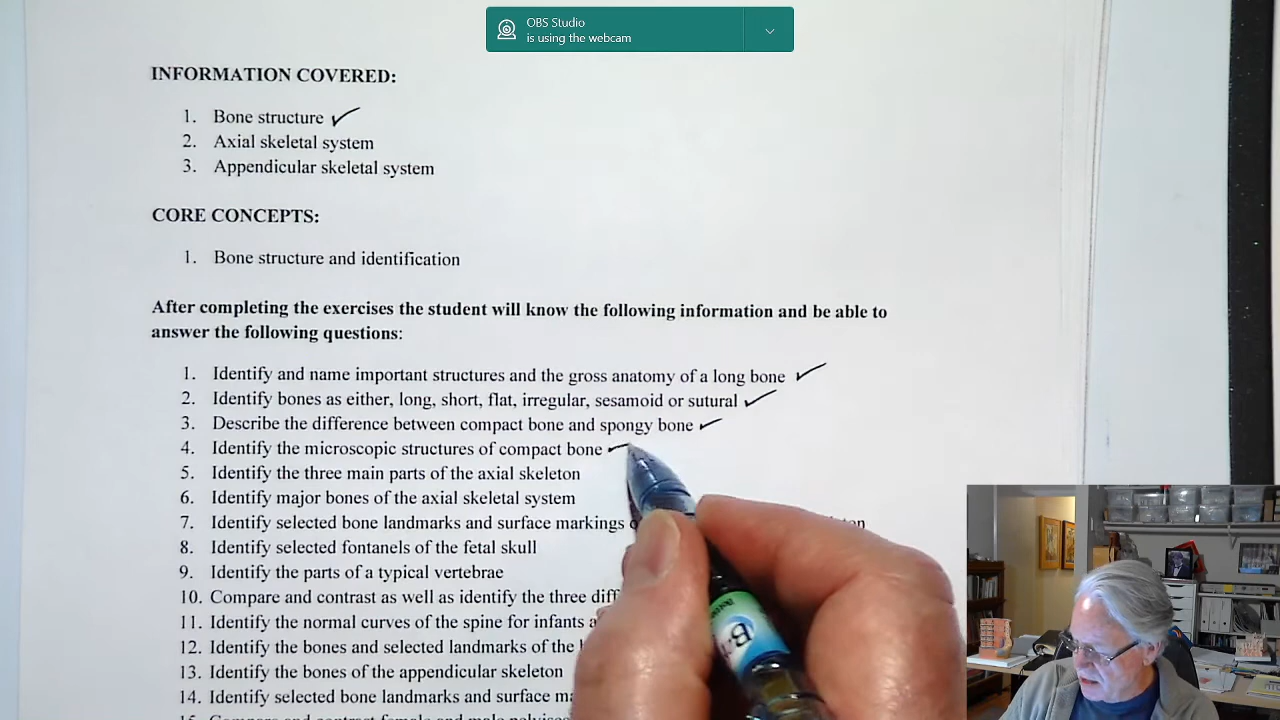 OBS Studio
is using the webcam
INFORMATION COVERED:
1. Bone structure
2. Axial skeletal system
3. Appendicular skeletal system
CORE CONCEPTS:
1. Bone structure and identification
After completing the exercises the student will know the following information and be able to
answer the following questions:
1. Identify and name important structures and the gross anatomy of a long bone
2. Identify bones as either, long, short, flat, irregular, sesamoid or sutural
3. Describe the difference between compact bone and spongy bone
4. Identify the microscopic structures of compact bone
5. Identify the three main parts of the axial skeleton
6. Identify major bones of the axial skeletal system
7. Identify selected bone landmarks and surface markings
8. Identify selected fontanels of the fetal skull
9. Identify the parts of a typical vertebrae
10. Compare and contrast as well as identify the three
11. Identify the normal curves of the spine for infants
12. Identify the bones and selected landmarks of the
13. Identify the bones of the appendicular skeleton
14. Identify selected bone landmarks and surface